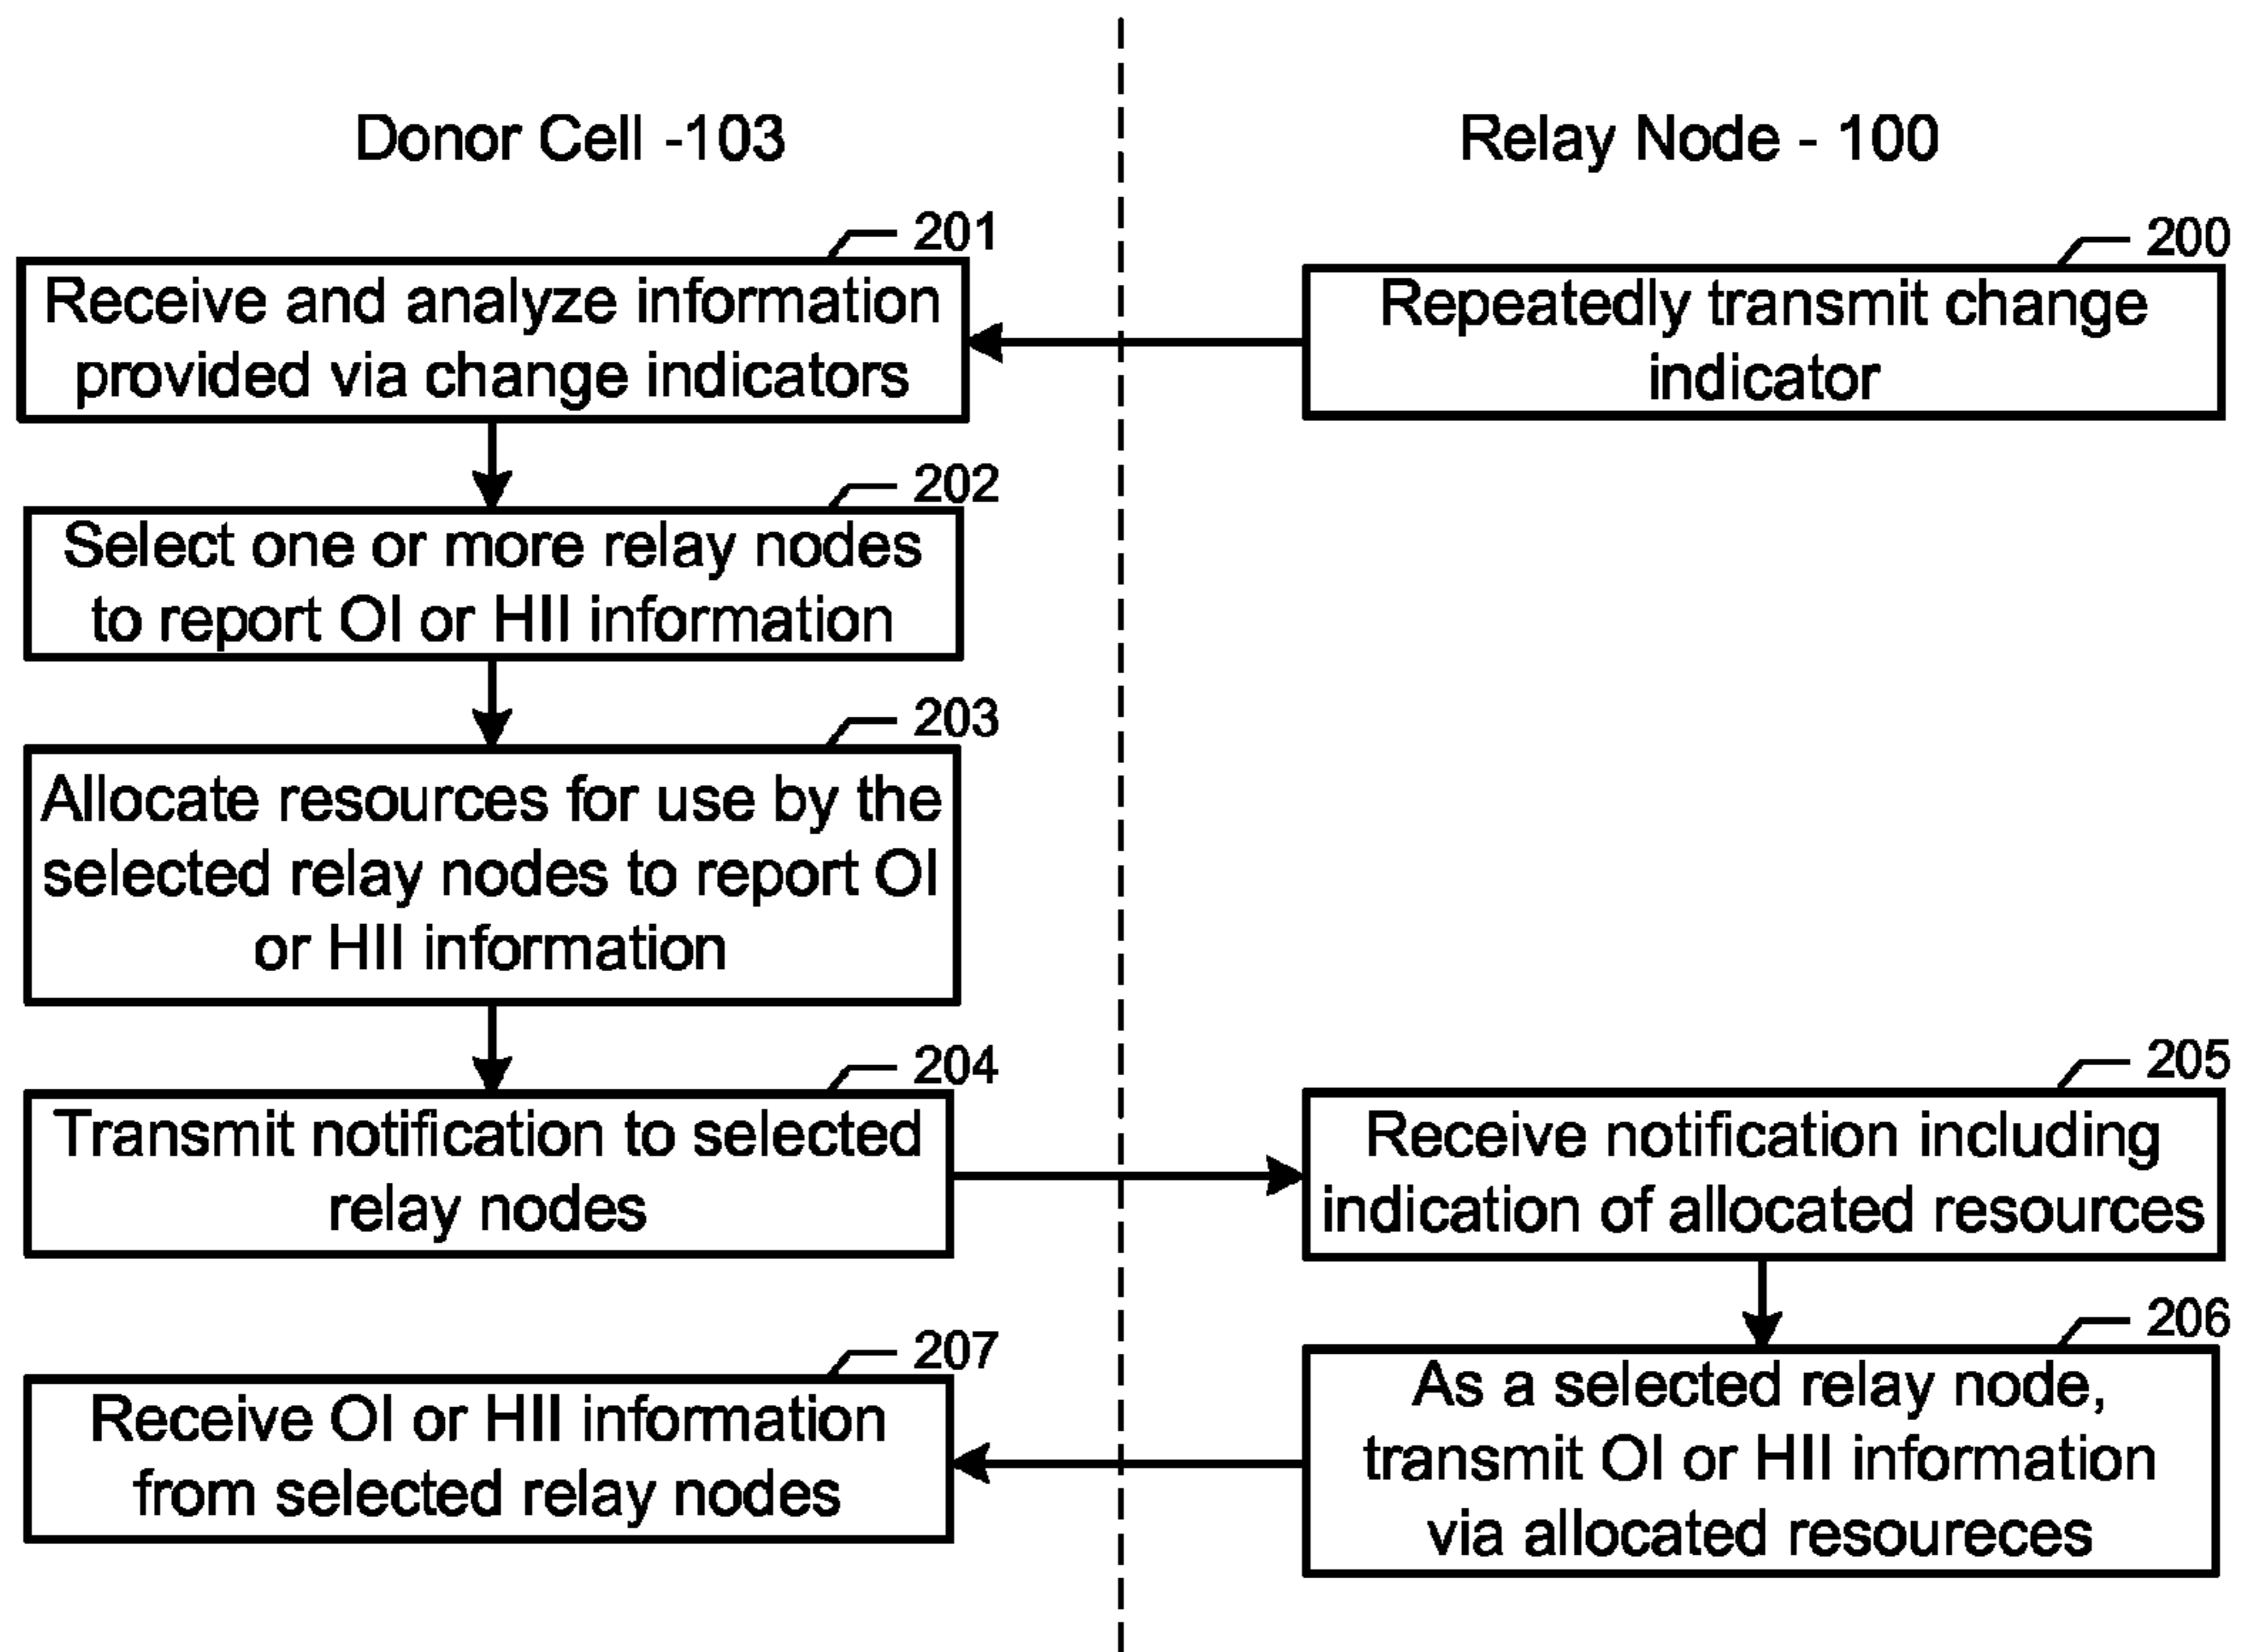 Donor Cell -103
Relay Node - 100
201
Receive and analyze information
provided via change indicators
200
Repeatedly transmit change
indicator
202
Select one or more relay nodes
to report OI or HII information
203
Allocate resources for use by the
selected relay nodes to report OI
or HII information
204
Transmit notification to selected
relay nodes
205
Receive notification including
indication of allocated resources
206
As a selected relay node,
transmit OI or HII information
via allocated resoureces
207
Receive OI or HII information
from selected relay nodes